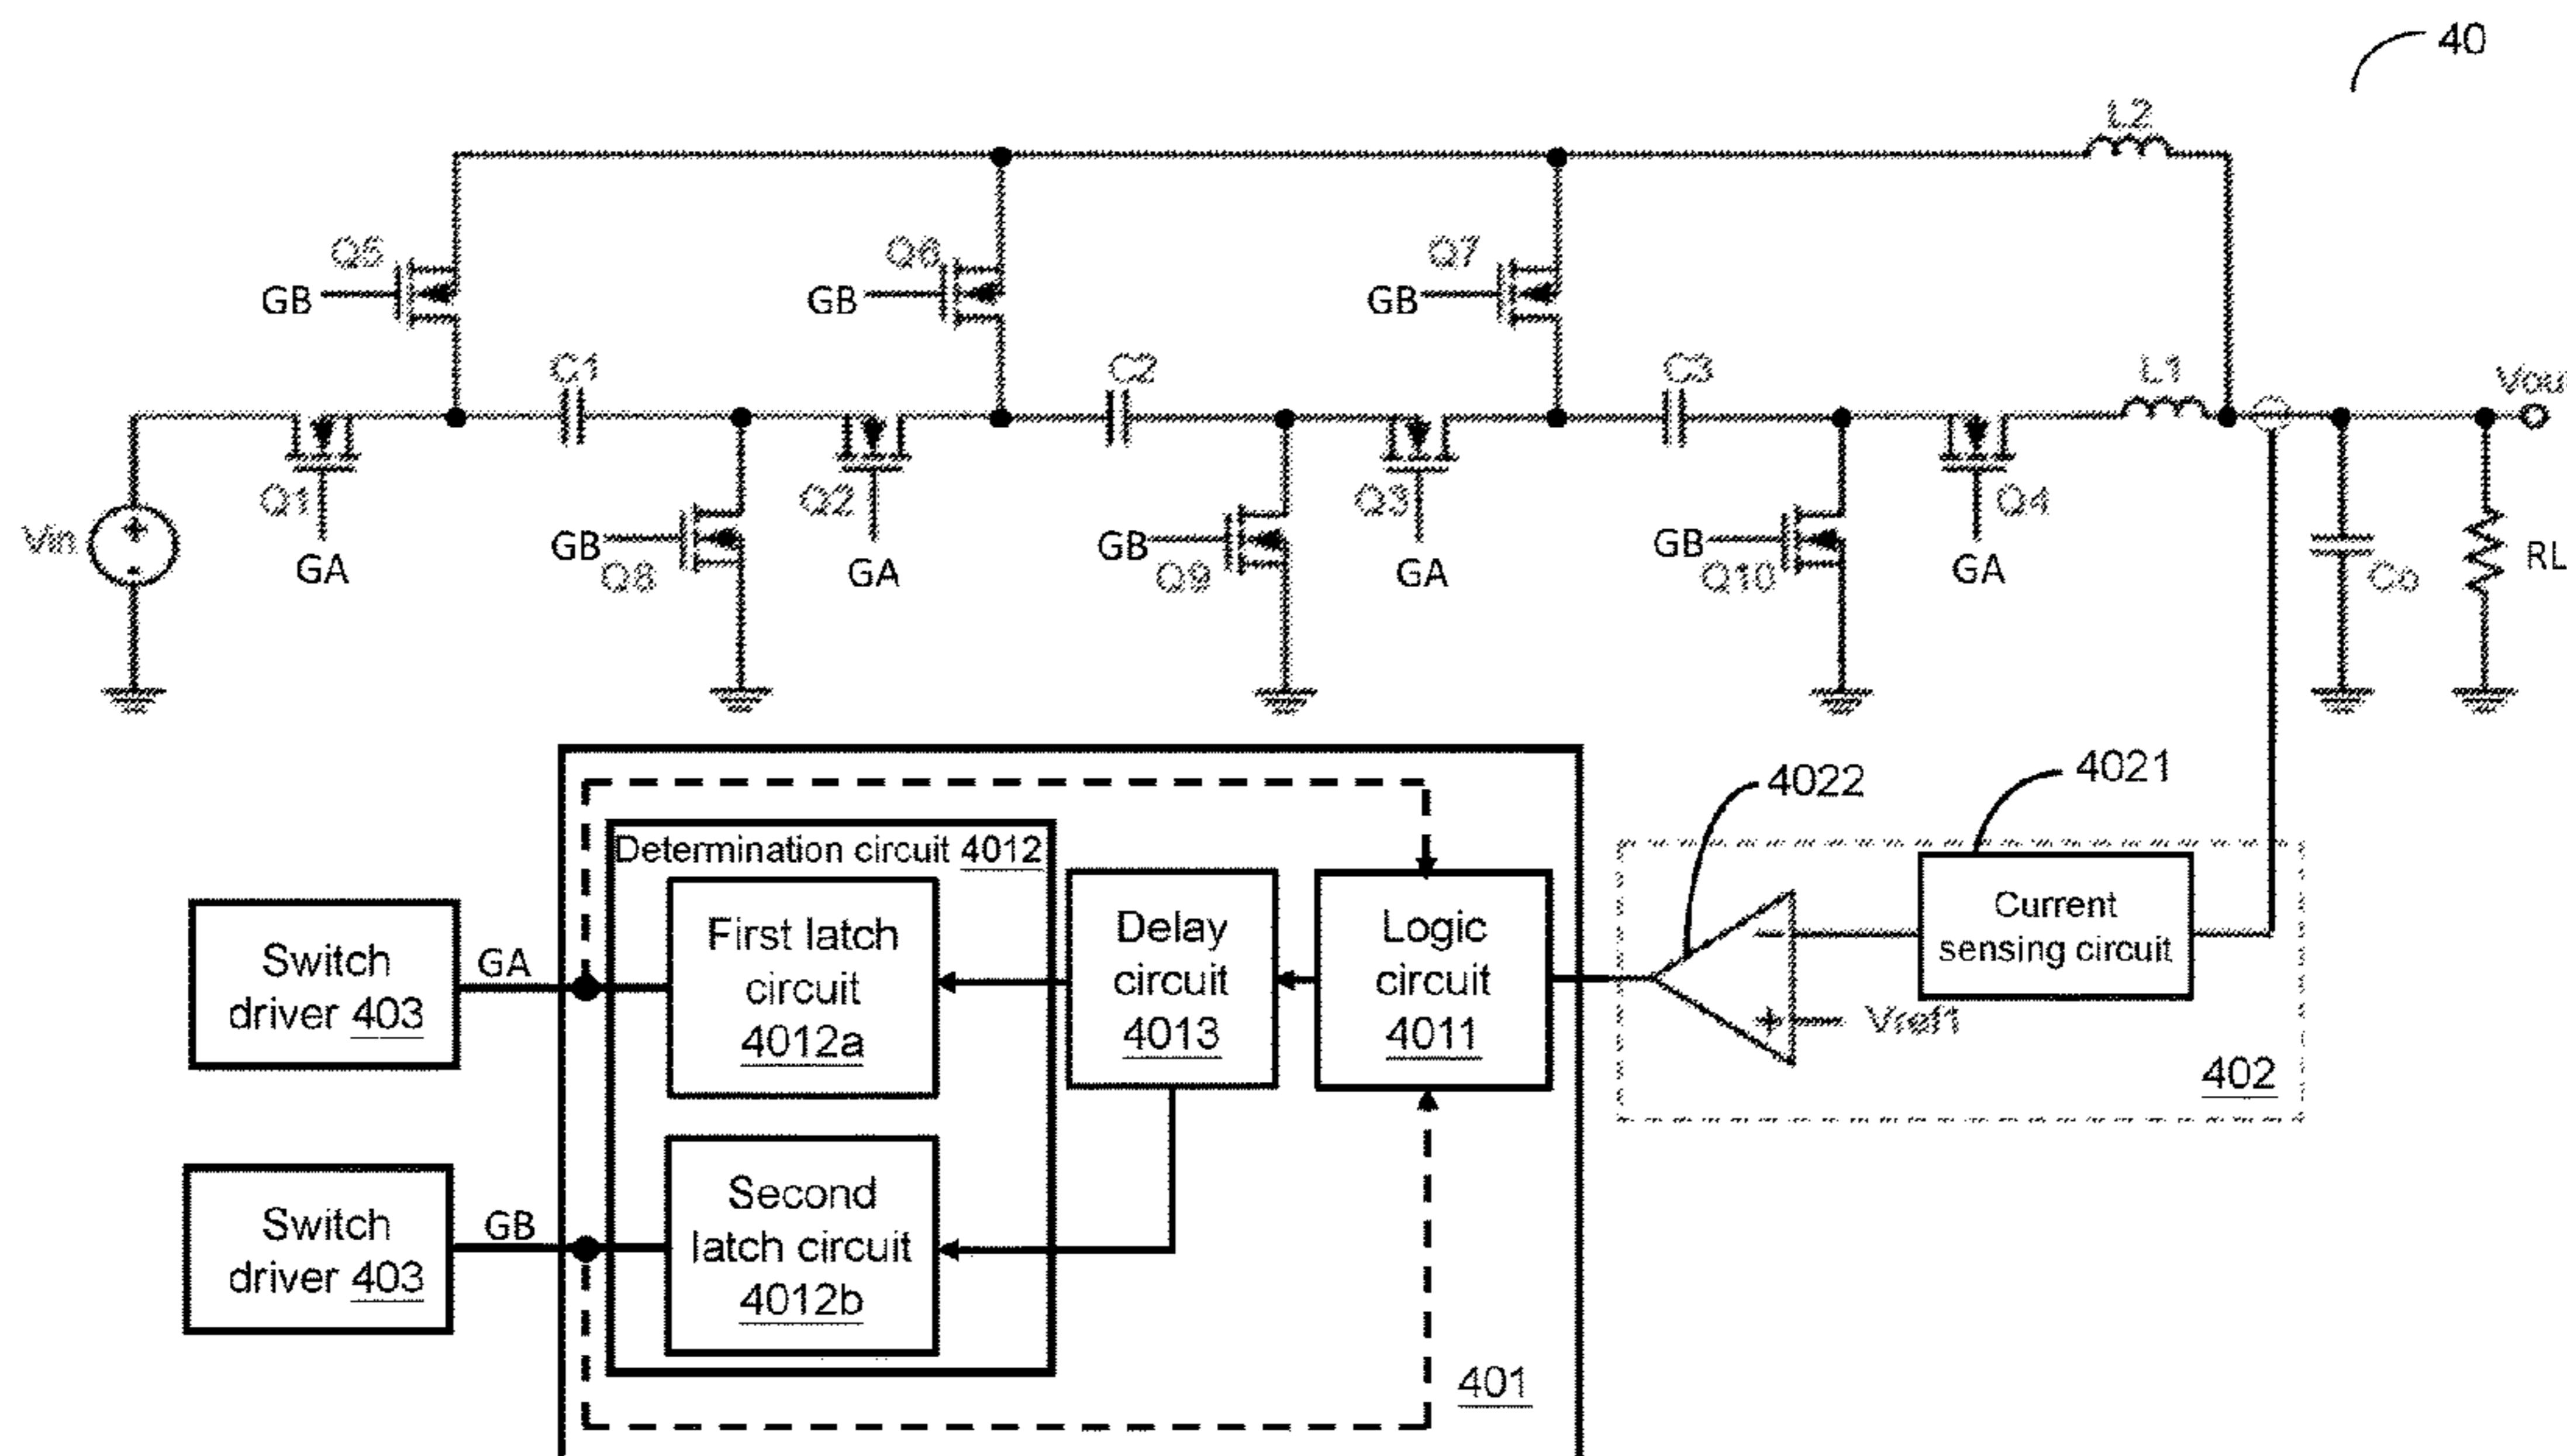 40
L2
Q5
Q6
Q7
GB
GB
GB
C1
C2
C3
L1
Vou
Vin
+
-
Q1
Q2
Q3
Q4
GA
GA
GA
GA
GB
GB
GB
Q8
Q9
Q10
Co
RL
4022
4021
Determination circuit 4012
First latch
circuit
4012a
Delay
circuit
4013
Logic
circuit
4011
Current
sensing circuit
-
+
Vref1
402
Switch
driver 403
GA
Second
latch circuit
4012b
Switch
driver 403
GB
401